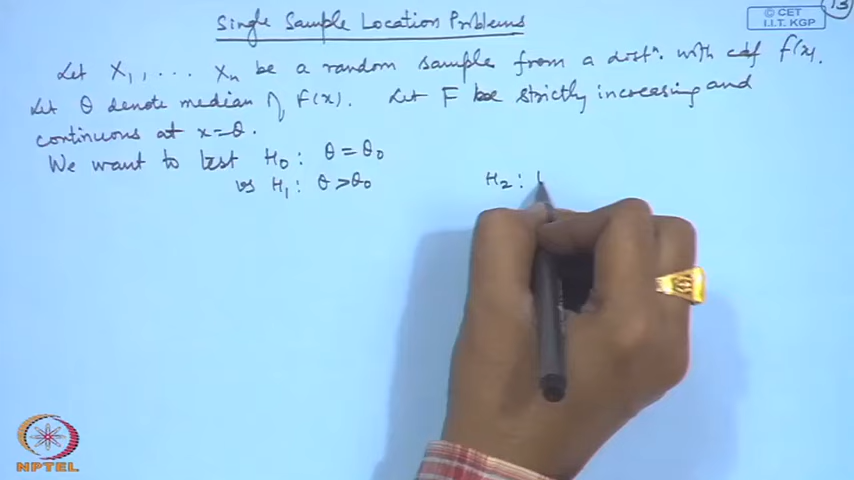 Single Sample Location Problems
© CET
I.I.T. KGP
13
Let X₁, ... Xₙ be a random sample from a distⁿ. with cdf F(x).
Let θ denote median of F(x). Let F be strictly increasing and
continuous at x=θ.
We want to test H₀: θ = θ₀
vs H₁: θ > θ₀ H₂:
NPTEL